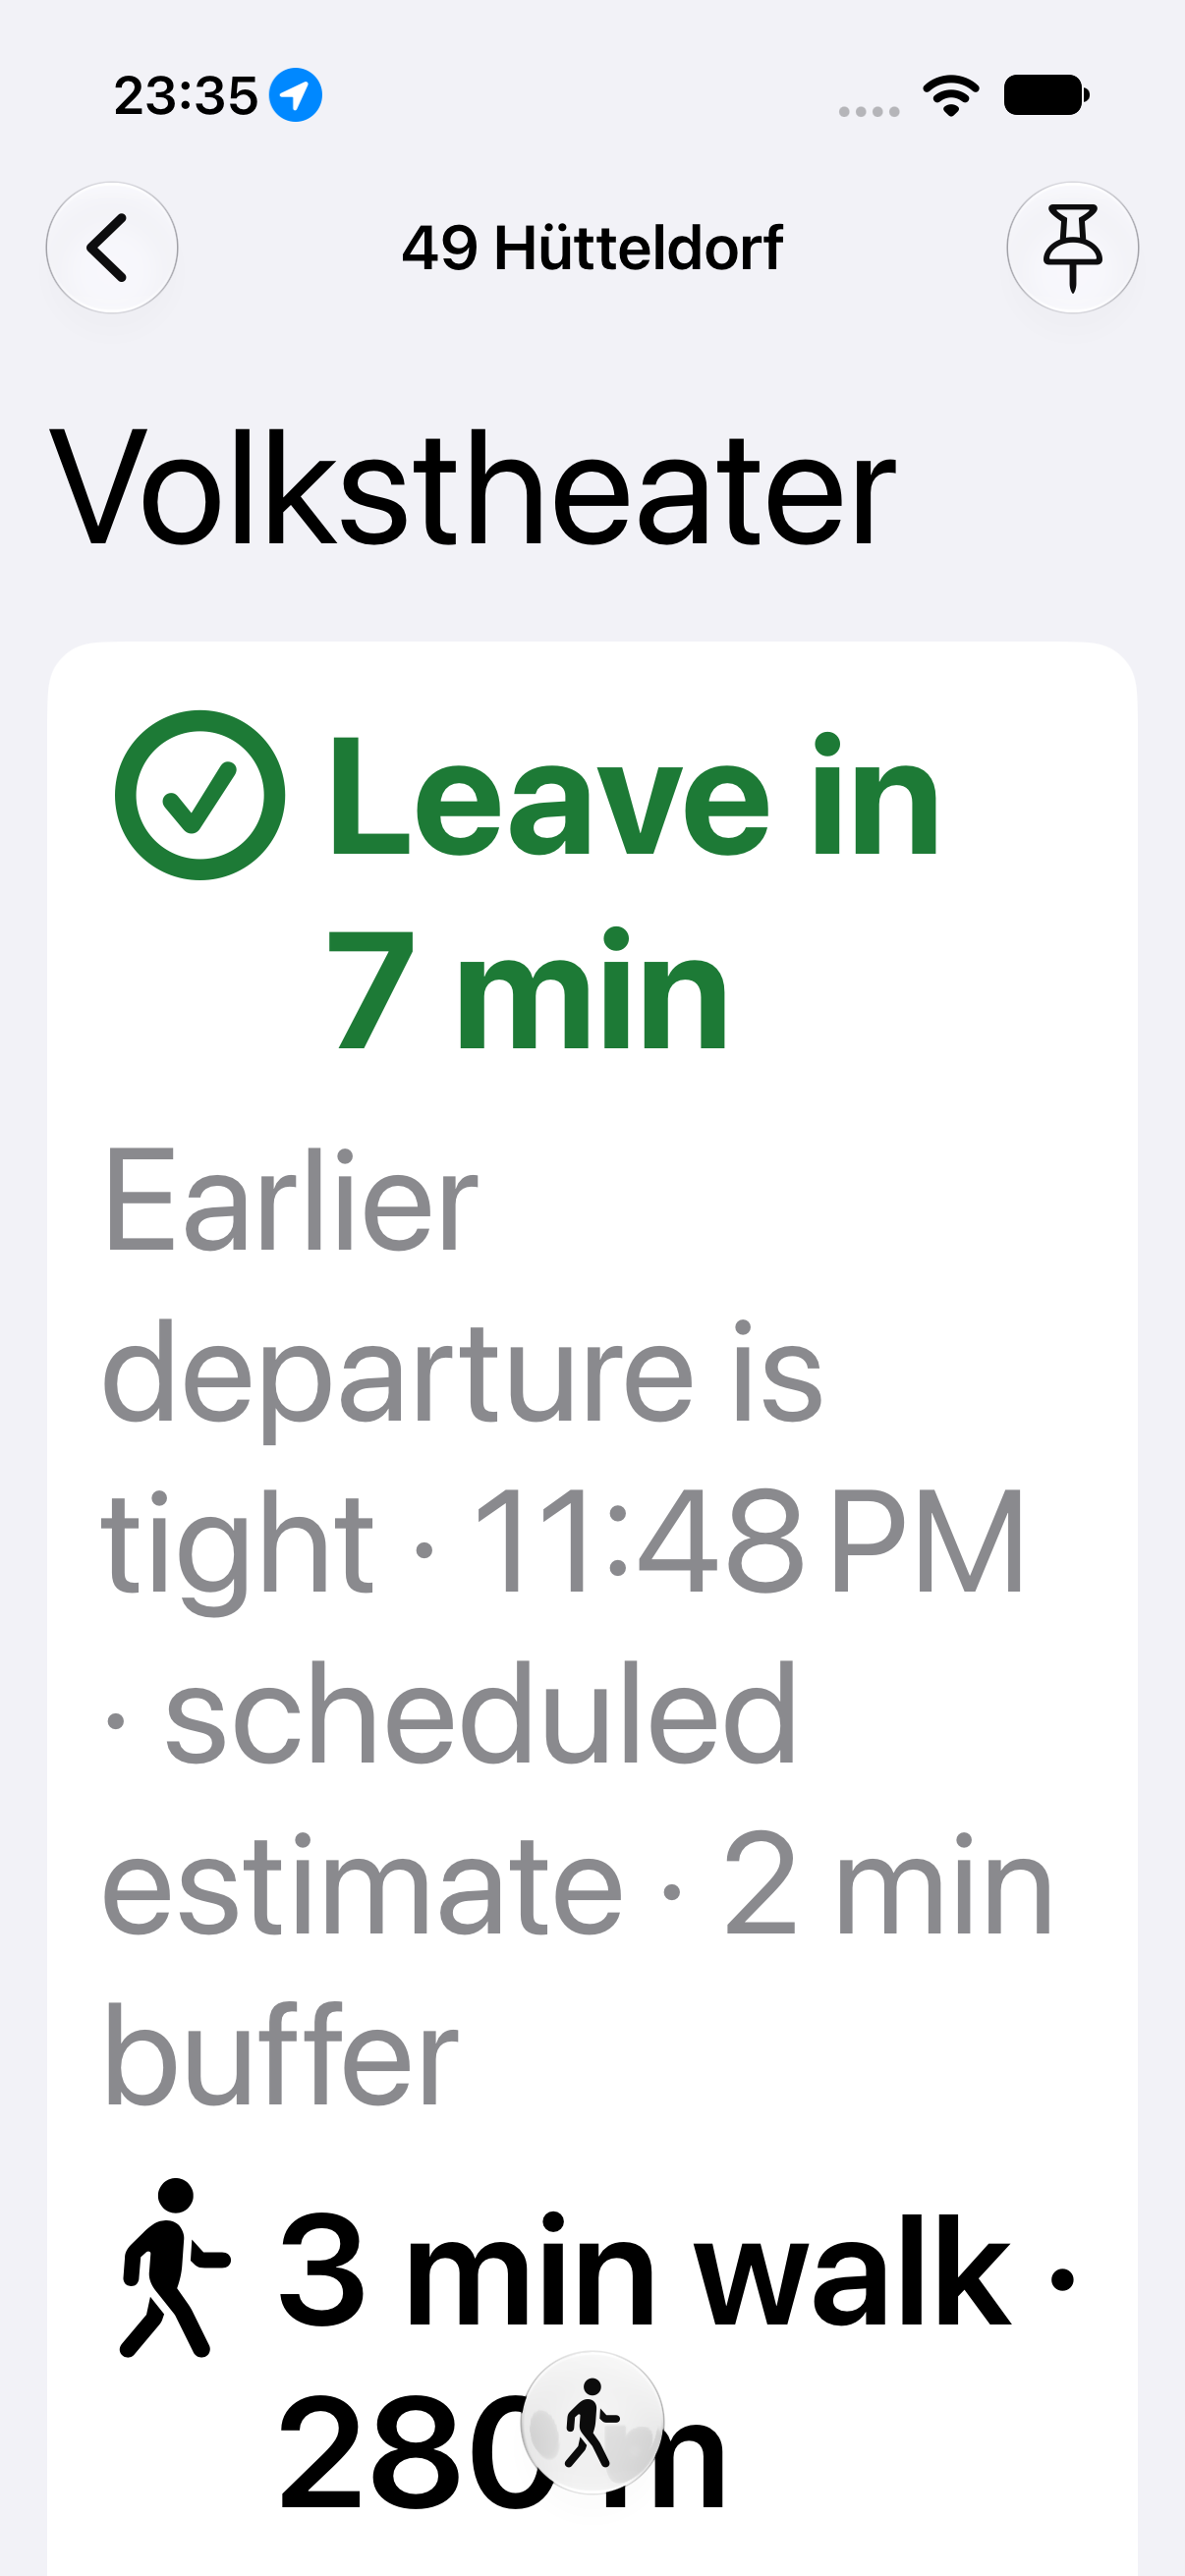 23:35
49 Hütteldorf
Volkstheater
Leave in
7 min
Earlier
departure is
tight · 11:48 PM
· scheduled
estimate · 2 min
buffer
3 min walk ·
280 m